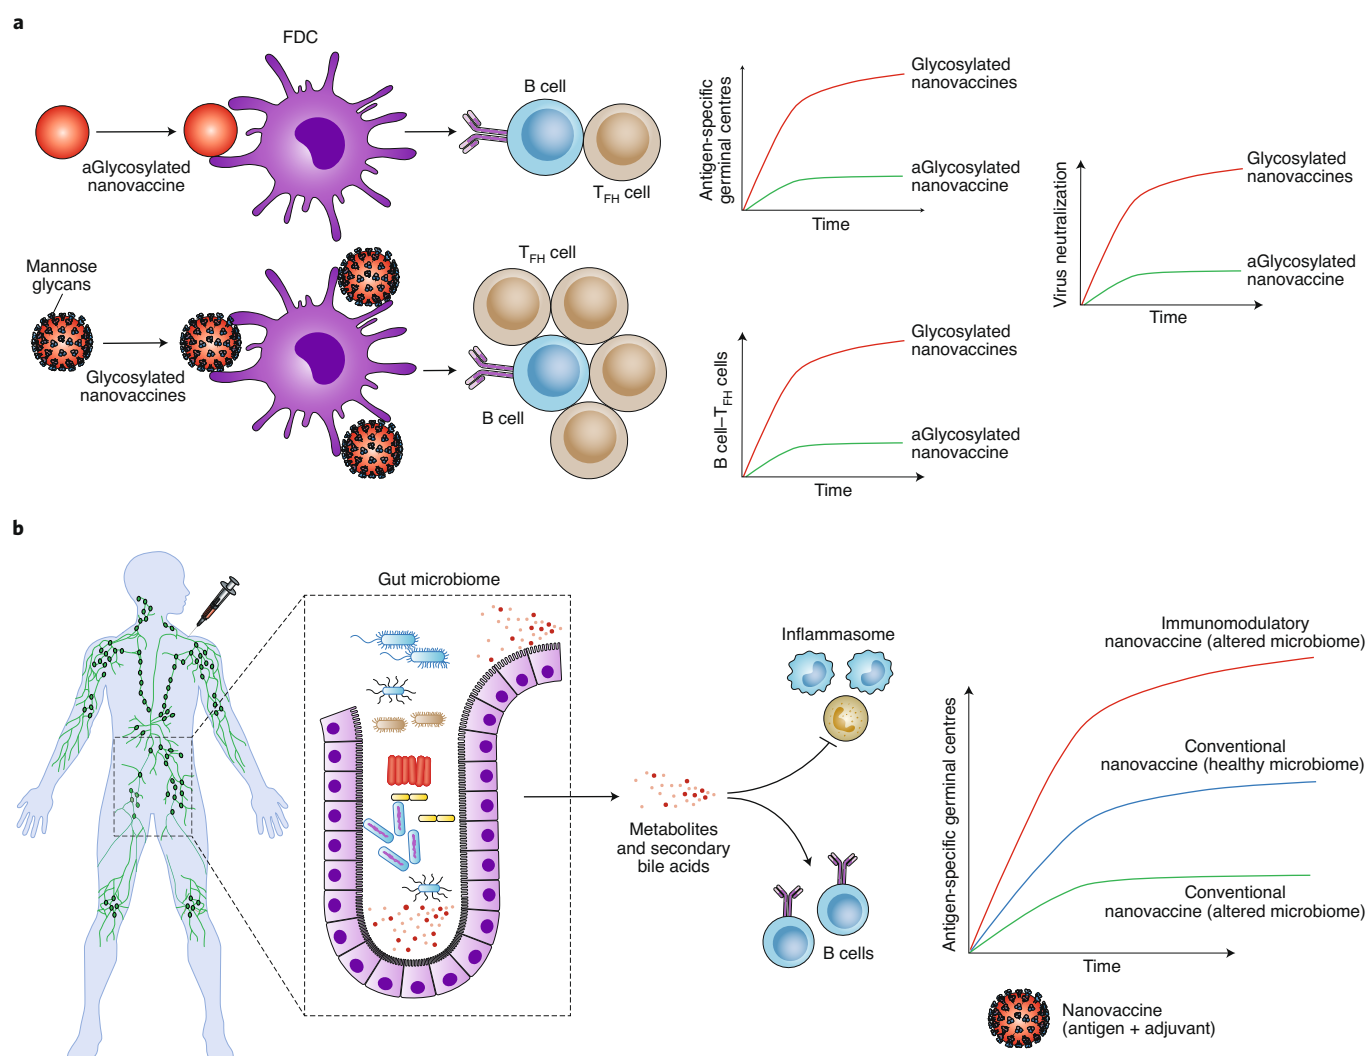 a
FDC
aGlycosylated
nanovaccine
B cell
TFH cell
Mannose
glycans
Glycosylated
nanovaccines
TFH cell
B cell
Antigen-specific
germinal centres
Glycosylated
nanovaccines
aGlycosylated
nanovaccine
Time
B cell–TFH cells
Glycosylated
nanovaccines
aGlycosylated
nanovaccine
Time
Virus neutralization
Glycosylated
nanovaccines
aGlycosylated
nanovaccine
Time
b
Gut microbiome
Metabolites
and secondary
bile acids
Inflammasome
B cells
Antigen-specific germinal centres
Immunomodulatory
nanovaccine (altered microbiome)
Conventional
nanovaccine (healthy microbiome)
Conventional
nanovaccine (altered microbiome)
Time
Nanovaccine
(antigen + adjuvant)